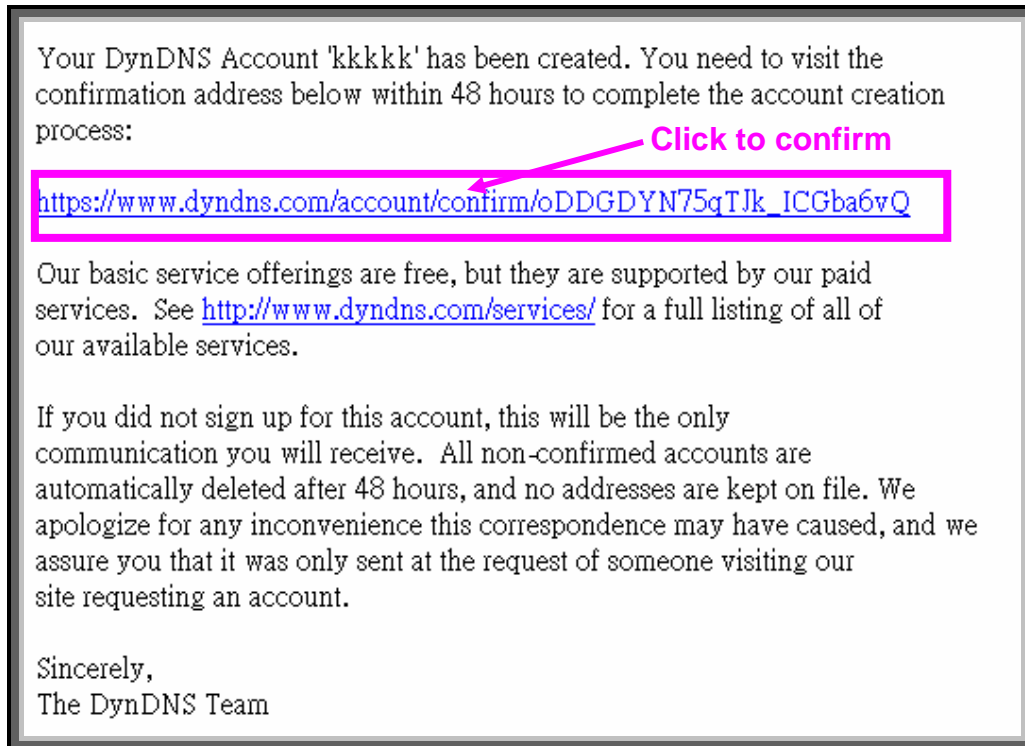 Your DynDNS Account 'kkkkk' has been created. You need to visit the
confirmation address below within 48 hours to complete the account creation
process:
Click to confirm
https://www.dyndns.com/account/confirm/oDDGDYN75qTJk_ICGba6vQ
Our basic service offerings are free, but they are supported by our paid
services.  See http://www.dyndns.com/services/ for a full listing of all of
our available services.
If you did not sign up for this account, this will be the only
communication you will receive.  All non-confirmed accounts are
automatically deleted after 48 hours, and no addresses are kept on file. We
apologize for any inconvenience this correspondence may have caused, and we
assure you that it was only sent at the request of someone visiting our
site requesting an account.
Sincerely,
The DynDNS Team